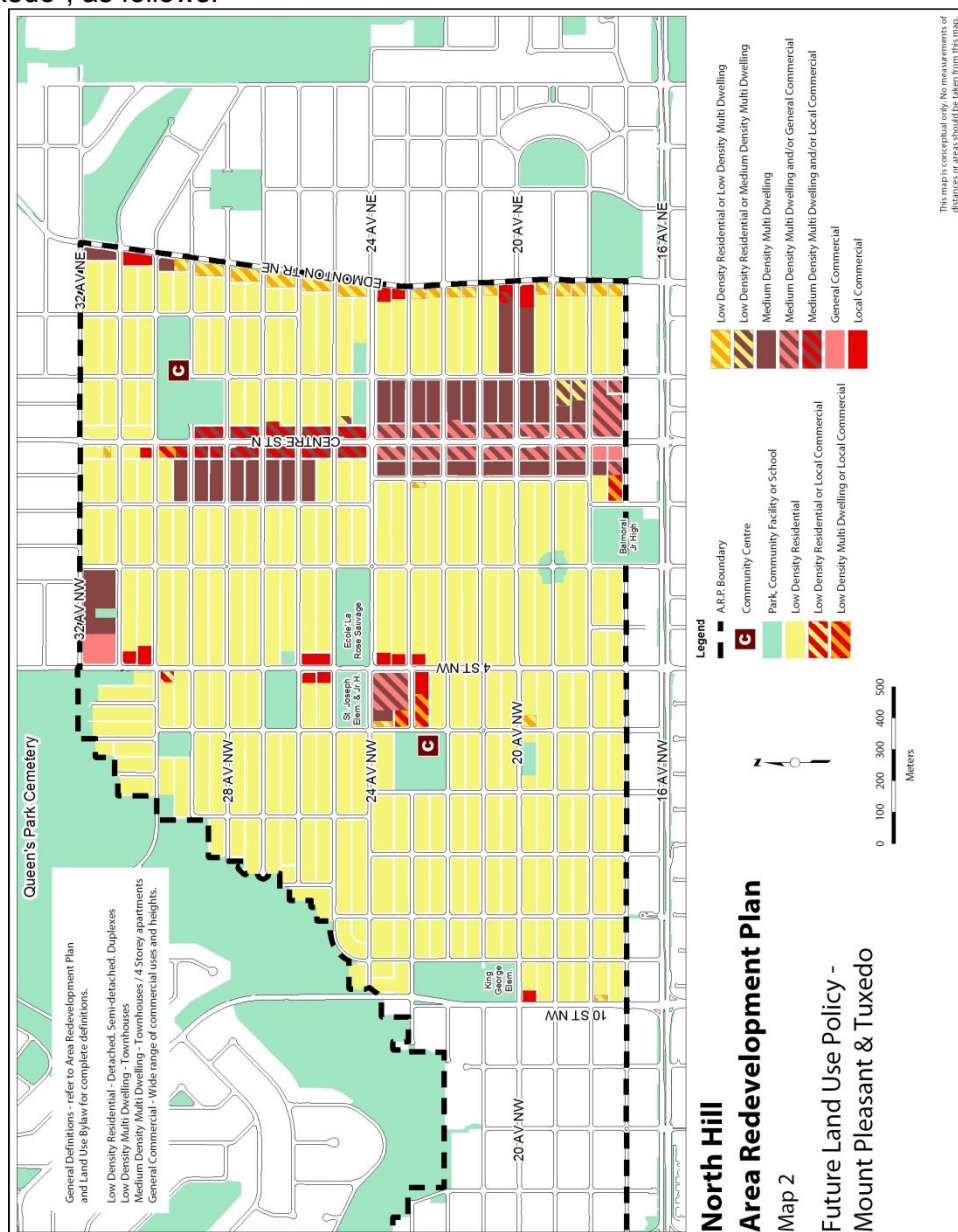 xedo", as follows:
Queen's Park Cemetery
General Definitions - refer to Area Redevelopment Plan
and Land Use Bylaw for complete definitions.
Low Density Residential - Detached. Semi-detached. Duplexes
Low Density Multi Dwelling - Townhouses
Medium Density Multi Dwelling - Townhouses / 4 Storey apartments
General Commercial - Wide range of commercial uses and heights.
32 AV NW
32 AV NE
28 AV NW
24 AV NW
24 AV NE
20 AV NW
20 AV NW
20 AV NE
16 AV NW
16 AV NE
10 ST NW
4 ST NW
CENTRE ST N
EDMONTON TR NE
C
C
St. Joseph
Elem. & Jr H.
Ecole La
Rose Sauvage
King
George
Elem.
Balmoral
Jr High
North Hill
Area Redevelopment Plan
Map 2
Future Land Use Policy -
Mount Pleasant & Tuxedo
N
0 100 200 300 400 500
Meters
Legend
A.R.P. Boundary
C
Community Centre
Park, Community Facility or School
Low Density Residential
Low Density Residential or Local Commercial
Low Density Multi Dwelling or Local Commercial
Low Density Residential or Low Density Multi Dwelling
Low Density Residential or Medium Density Multi Dwelling
Medium Density Multi Dwelling
Medium Density Multi Dwelling and/or General Commercial
Medium Density Multi Dwelling and/or Local Commercial
General Commercial
Local Commercial
This map is conceptual only. No measurements of
distances or areas should be taken from this map.